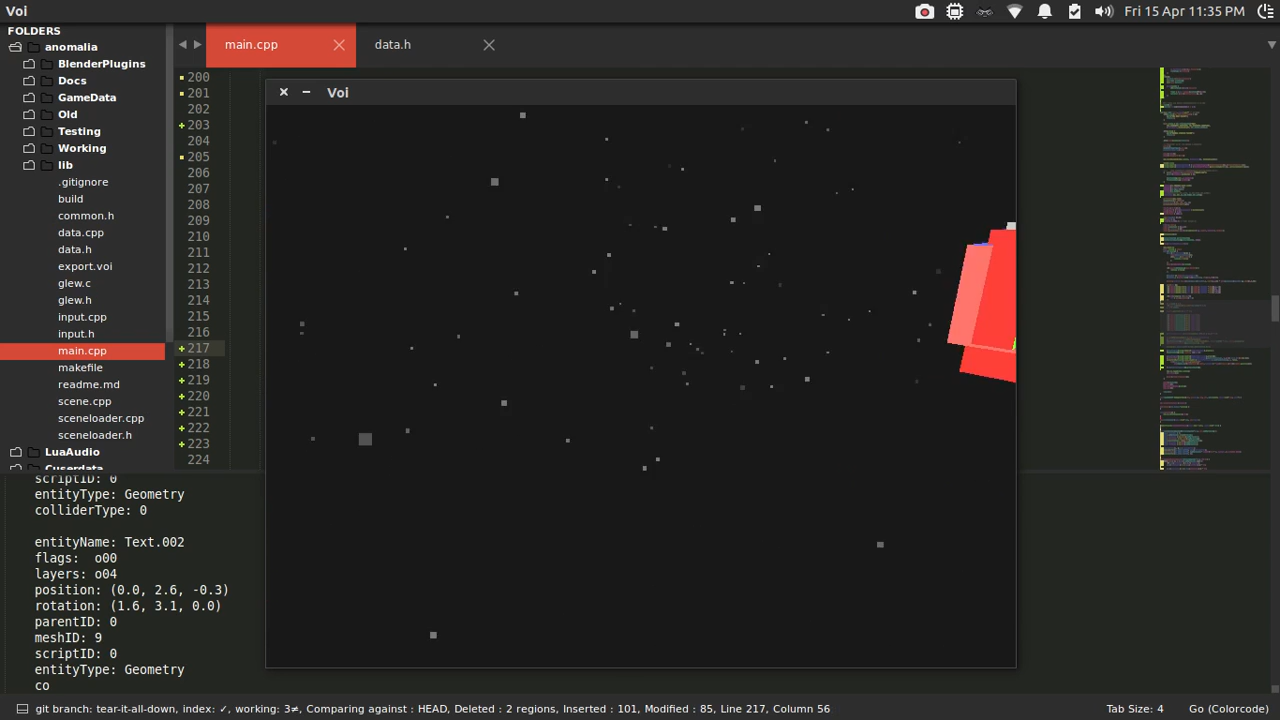 Voi
Fri 15 Apr 11:35 PM
FOLDERS
anomalia
BlenderPlugins
Docs
GameData
Old
Testing
Working
lib
.gitignore
build
common.h
data.cpp
data.h
export.voi
glew.c
glew.h
input.cpp
input.h
main.cpp
makefile
readme.md
scene.cpp
sceneloader.cpp
sceneloader.h
LuaAudio
Cuserdata
main.cpp
data.h
200
201
202
203
204
205
206
207
208
209
210
211
212
213
214
215
216
217
218
219
220
221
222
223
224
Voi
scriptID: 0
entityType: Geometry
colliderType: 0
entityName: Text.002
flags: o00
layers: o04
position: (0.0, 2.6, -0.3)
rotation: (1.6, 3.1, 0.0)
parentID: 0
meshID: 9
scriptID: 0
entityType: Geometry
co
git branch: tear-it-all-down, index: ✓, working: 3≠, Comparing against : HEAD, Deleted : 2 regions, Inserted : 101, Modified : 85, Line 217, Column 56
Tab Size: 4
Go (Colorcode)